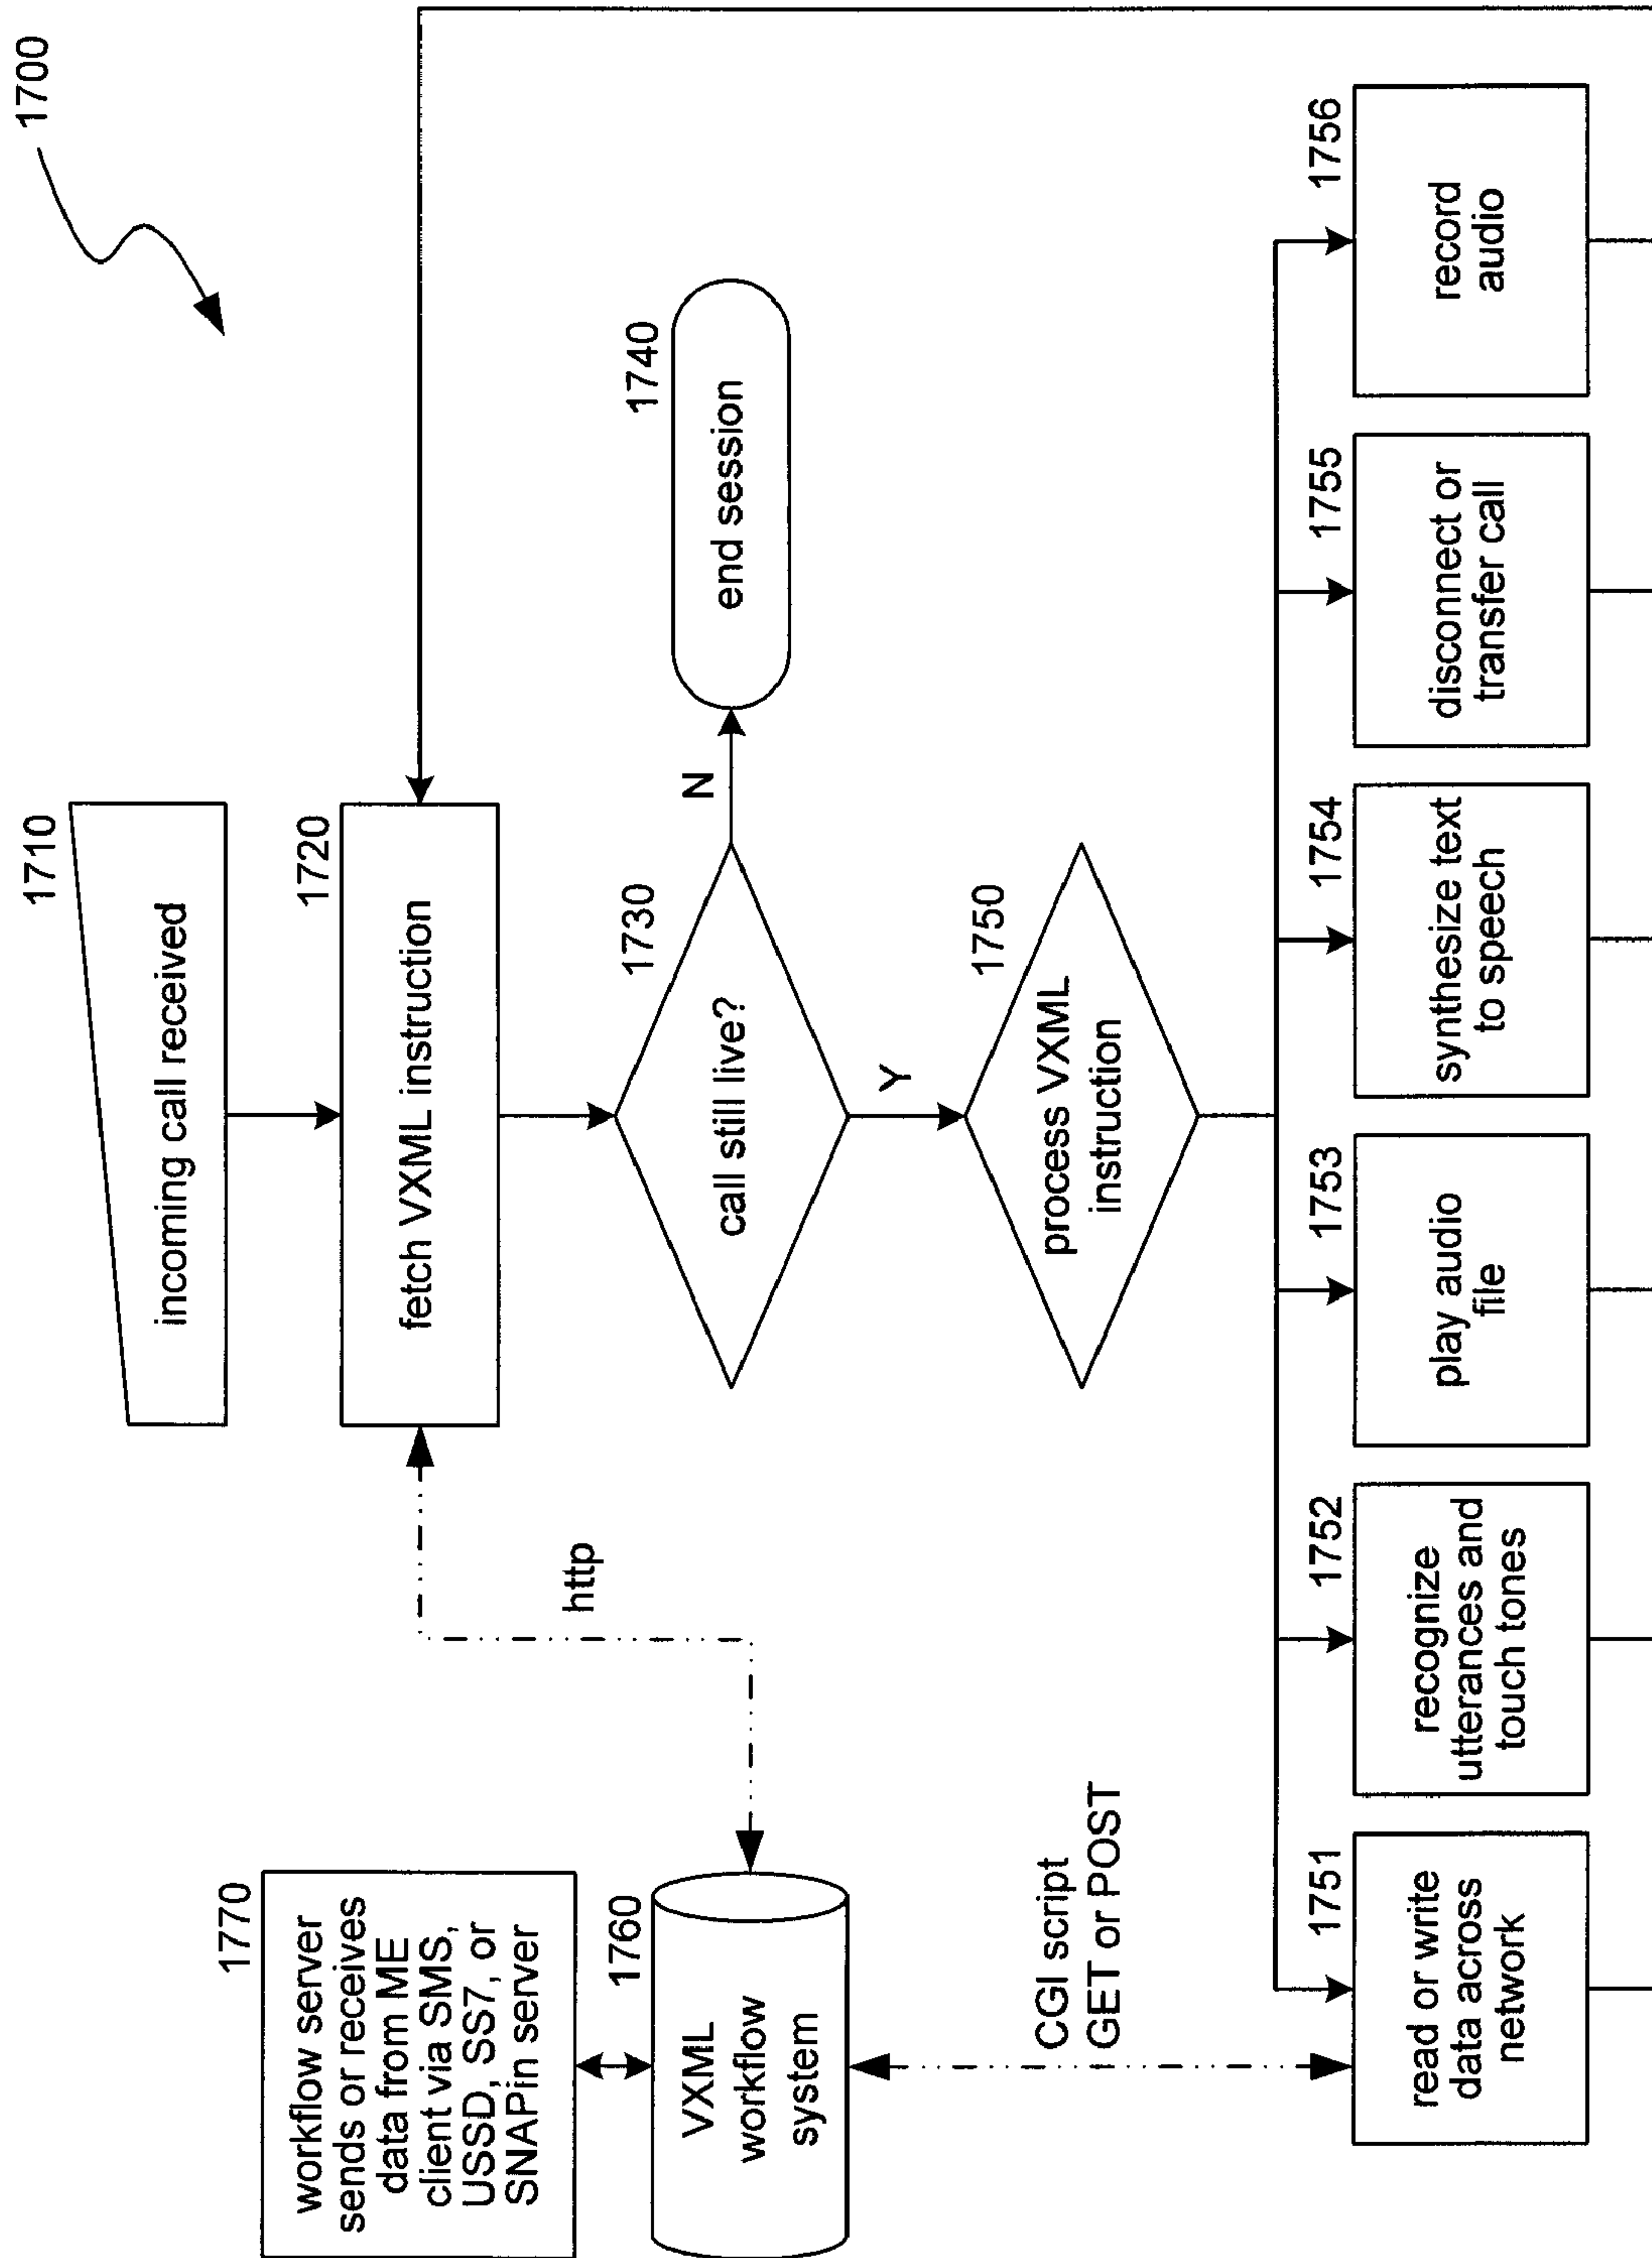 1700
1710
incoming call received
1720
fetch VXML instruction
http
1730
call still live?
N
1740
end session
Y
1750
process VXML
instruction
1770
workflow server
sends or receives
data from ME
client via SMS,
USSD, SS7, or
SNAPin server
1760
VXML
workflow
system
CGI script
GET or POST
1751
read or write
data across
network
1752
recognize
utterances and
touch tones
1753
play audio
file
1754
synthesize text
to speech
1755
disconnect or
transfer call
1756
record
audio